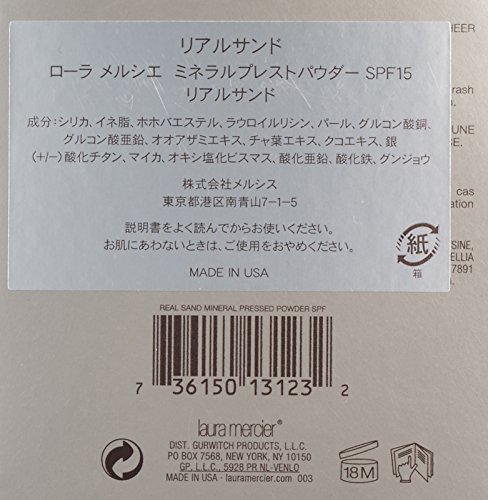 HEER
リアルサンド
ローラ メルシエ ミネラルプレストパウダー SPF15
リアルサンド
成分:シリカ、イネ脂、ホホバエステル、ラウロイルリシン、パール、グルコン酸銅、
グルコン酸亜鉛、オオアザミエキス、チャ葉エキス、クコエキス、銀
(+/−)酸化チタン、マイカ、オキシ塩化ビスマス、酸化亜鉛、酸化鉄、グンジョウ
株式会社メルシス
東京都港区南青山7-1-5
説明書をよく読んでからお使いください。
お肌にあわないときは、ご使用をおやめください。
MADE IN USA
紙
箱
rash
UNE
CE.
cas
ation
SINE,
ELLIA
7891
REAL SAND MINERAL PRESSED POWDER SPF
7 36150 13123 2
laura mercier®
DIST. GURWITCH PRODUCTS, L.L.C.
PO BOX 7568, NEW YORK, NY 10150
GP, L.L.C., 5928 PR NL-VENLO
MADE IN USA - lauramercier.com 003
18M